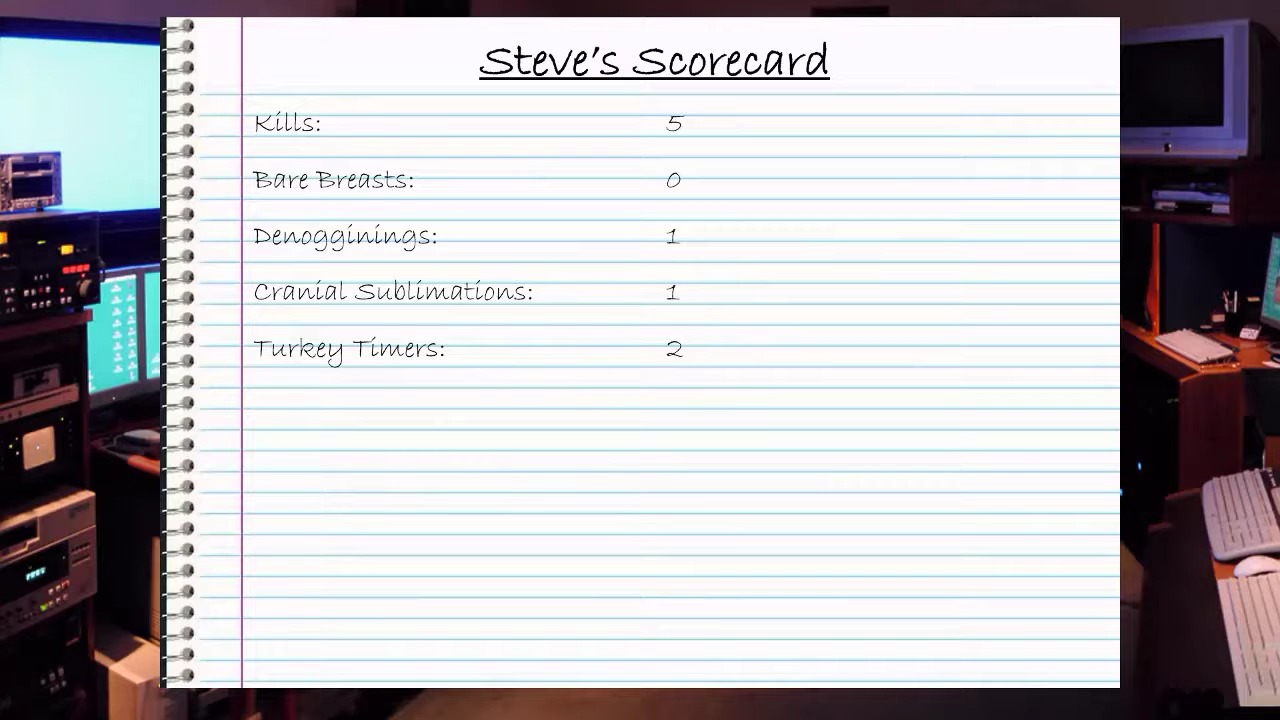 Steve's Scorecard
Kills: 5
Bare Breasts: 0
Denogginings: 1
Cranial Sublimations: 1
Turkey Timers: 2